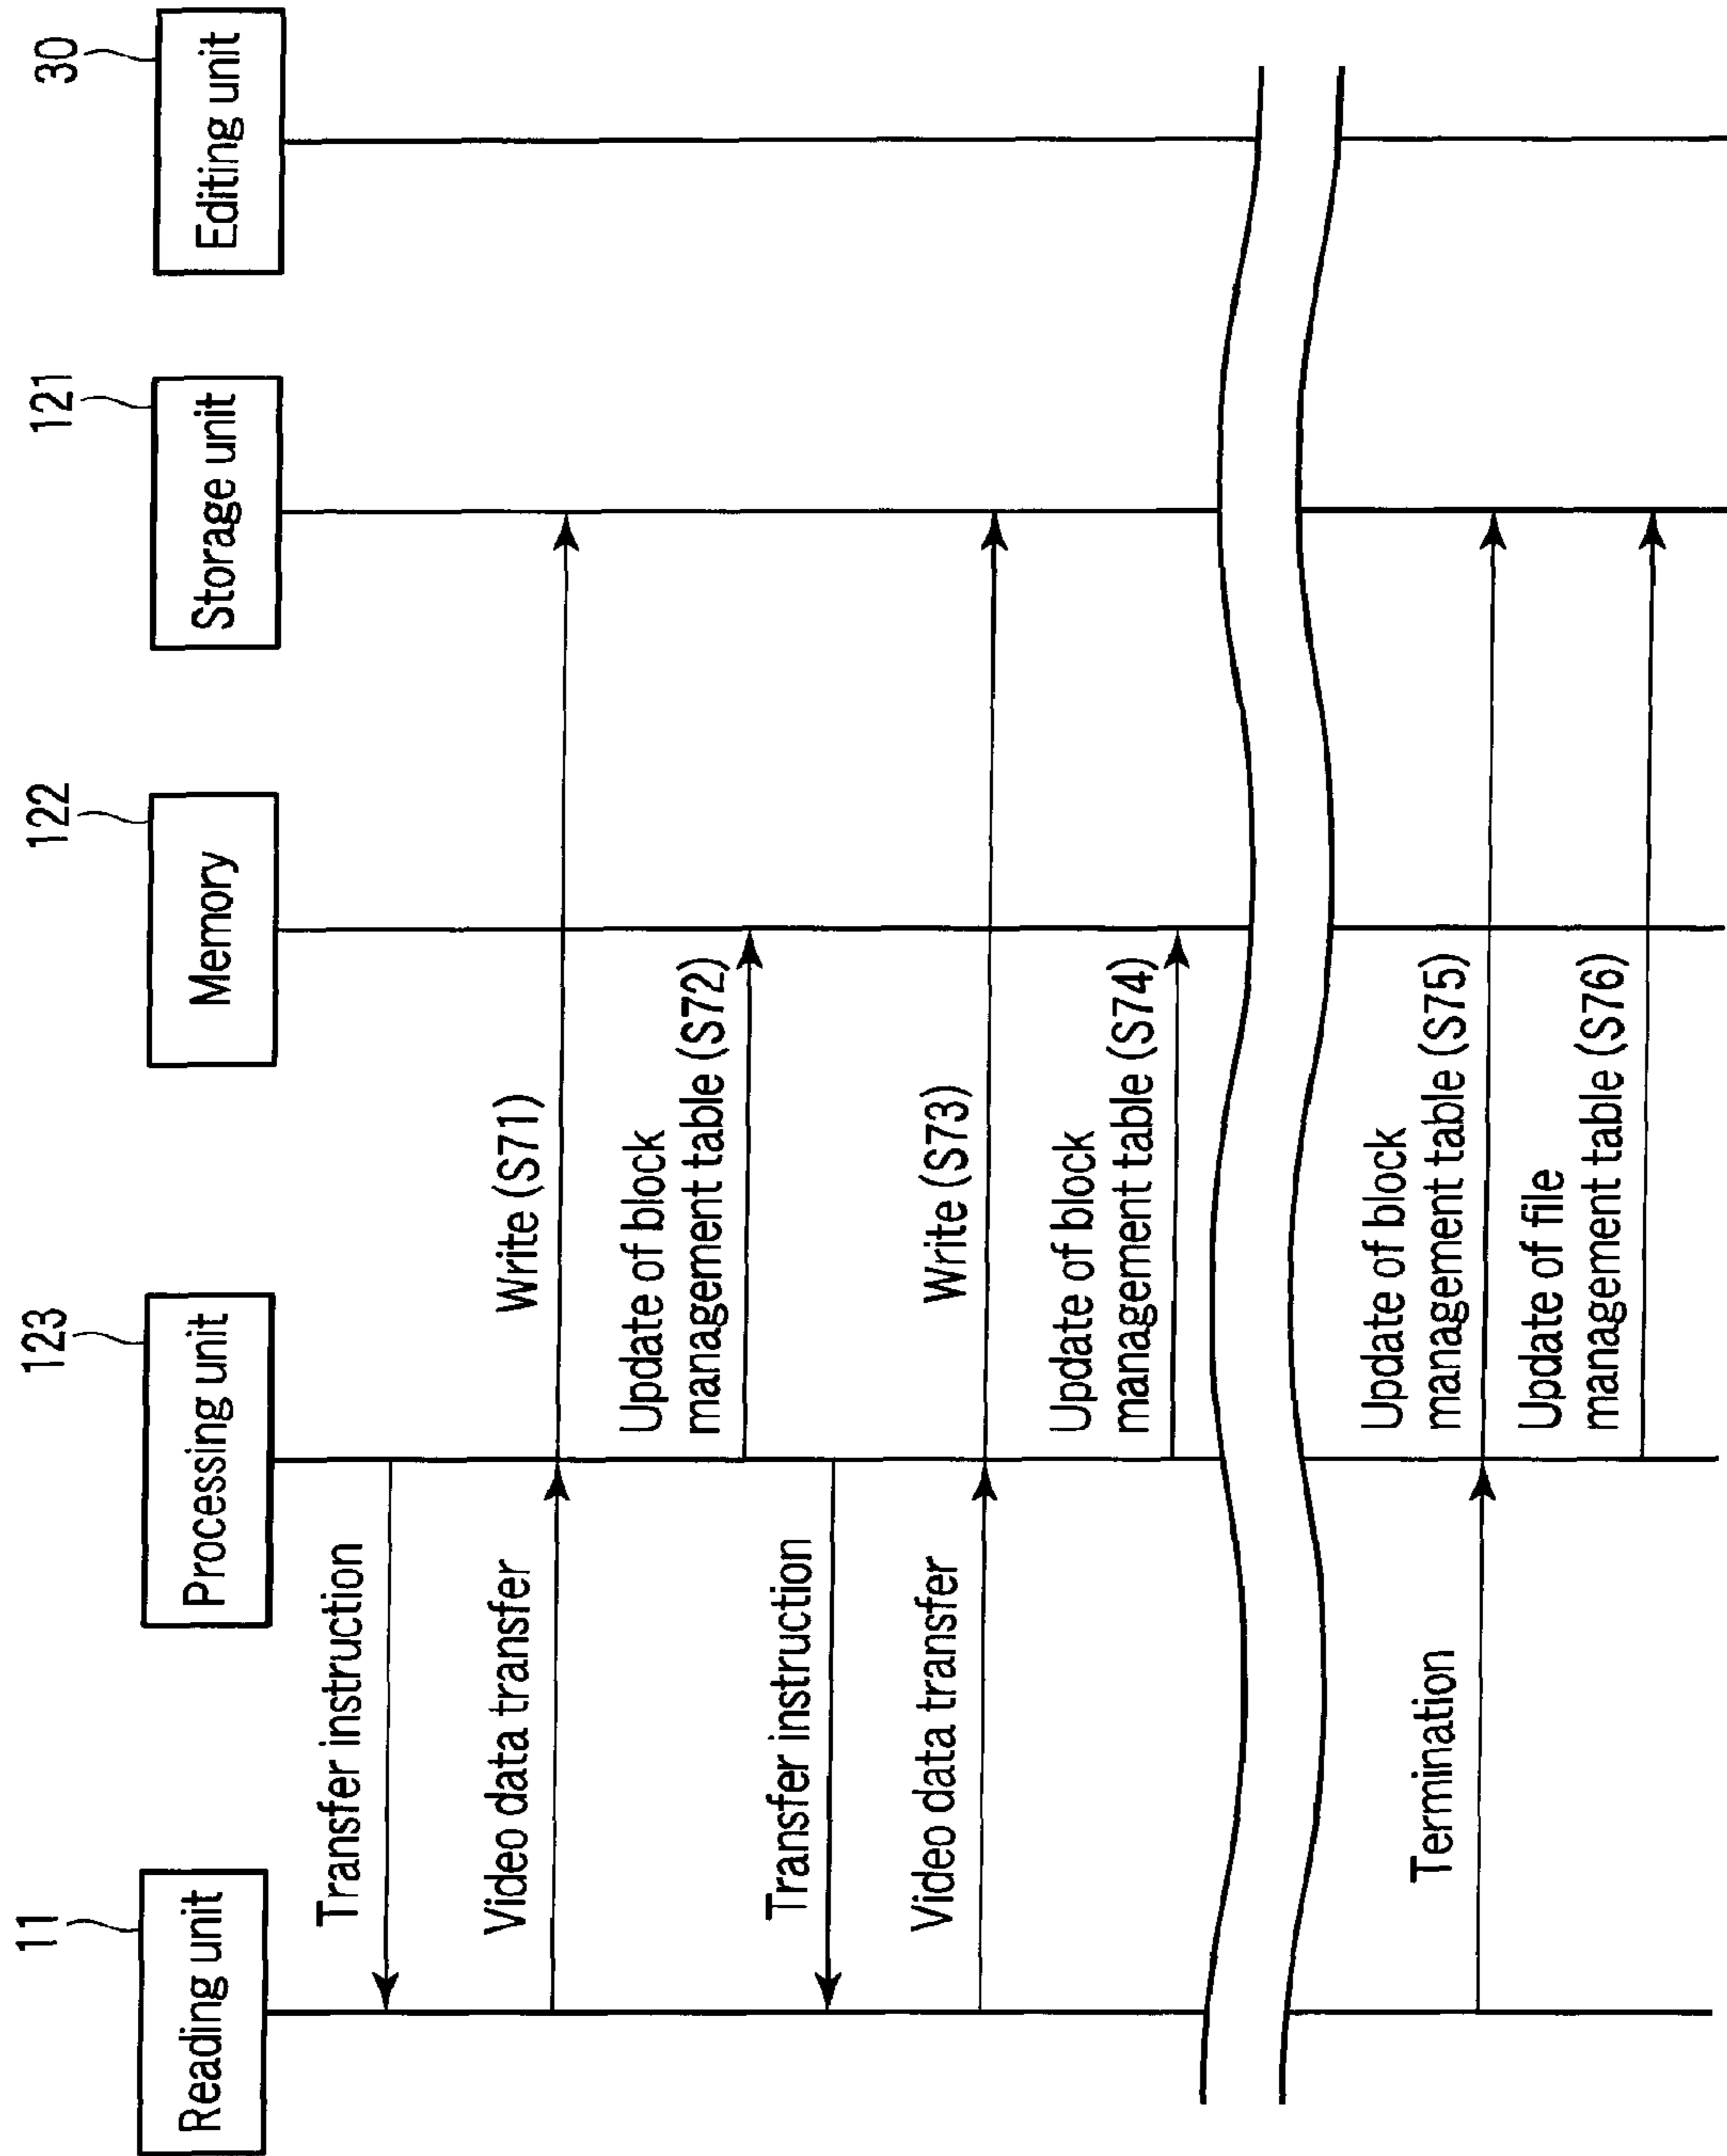 11
Reading unit
123
Processing unit
122
Memory
121
Storage unit
30
Editing unit
Transfer instruction
Video data transfer
Write (S71)
Update of block
management table (S72)
Transfer instruction
Video data transfer
Write (S73)
Update of block
management table (S74)
Termination
Update of block
management table (S75)
Update of file
management table (S76)